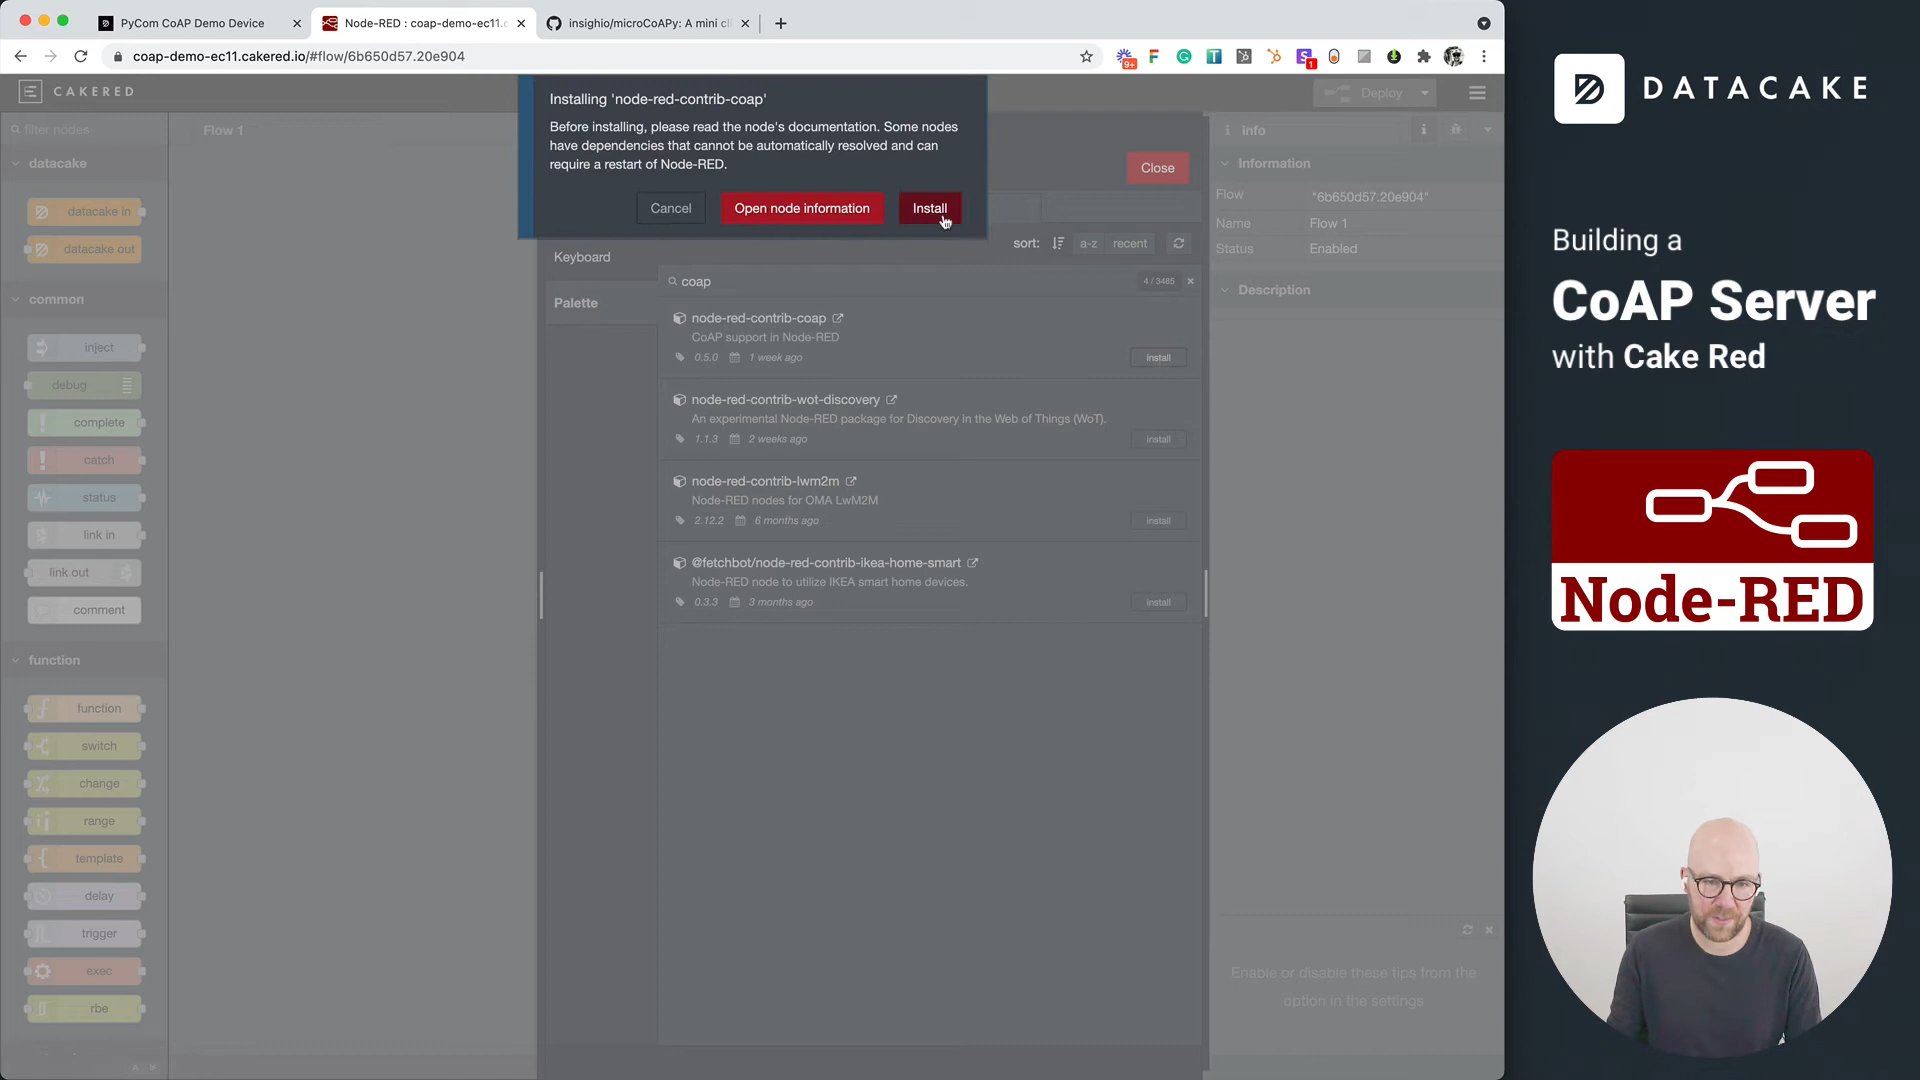 PyCom CoAP Demo Device
Node-RED : coap-demo-ec11.c
insighio/microCoAPy: A mini cl
coap-demo-ec11.cakered.io/#flow/6b650d57.20e904
9+
1
CAKERED
Deploy
Installing 'node-red-contrib-coap'
Before installing, please read the node's documentation. Some nodes
have dependencies that cannot be automatically resolved and can
require a restart of Node-RED.
Cancel
Open node information
Install
Close
filter nodes
Flow 1
datacake
datacake in
datacake out
common
inject
debug
complete
catch
status
link in
link out
comment
function
function
switch
change
range
template
delay
trigger
exec
rbe
Keyboard
Palette
sort:
a-z
recent
coap
4 / 3485
node-red-contrib-coap
CoAP support in Node-RED
0.5.0
1 week ago
install
node-red-contrib-wot-discovery
An experimental Node-RED package for Discovery in the Web of Things (WoT).
1.1.3
2 weeks ago
install
node-red-contrib-lwm2m
Node-RED nodes for OMA LwM2M
2.12.2
6 months ago
install
@fetchbot/node-red-contrib-ikea-home-smart
Node-RED node to utilize IKEA smart home devices.
0.3.3
3 months ago
install
info
Information
Flow
"6b650d57.20e904"
Name
Flow 1
Status
Enabled
Description
Enable or disable these tips from the
option in the settings
DATACAKE
Building a
CoAP Server
with Cake Red
Node-RED